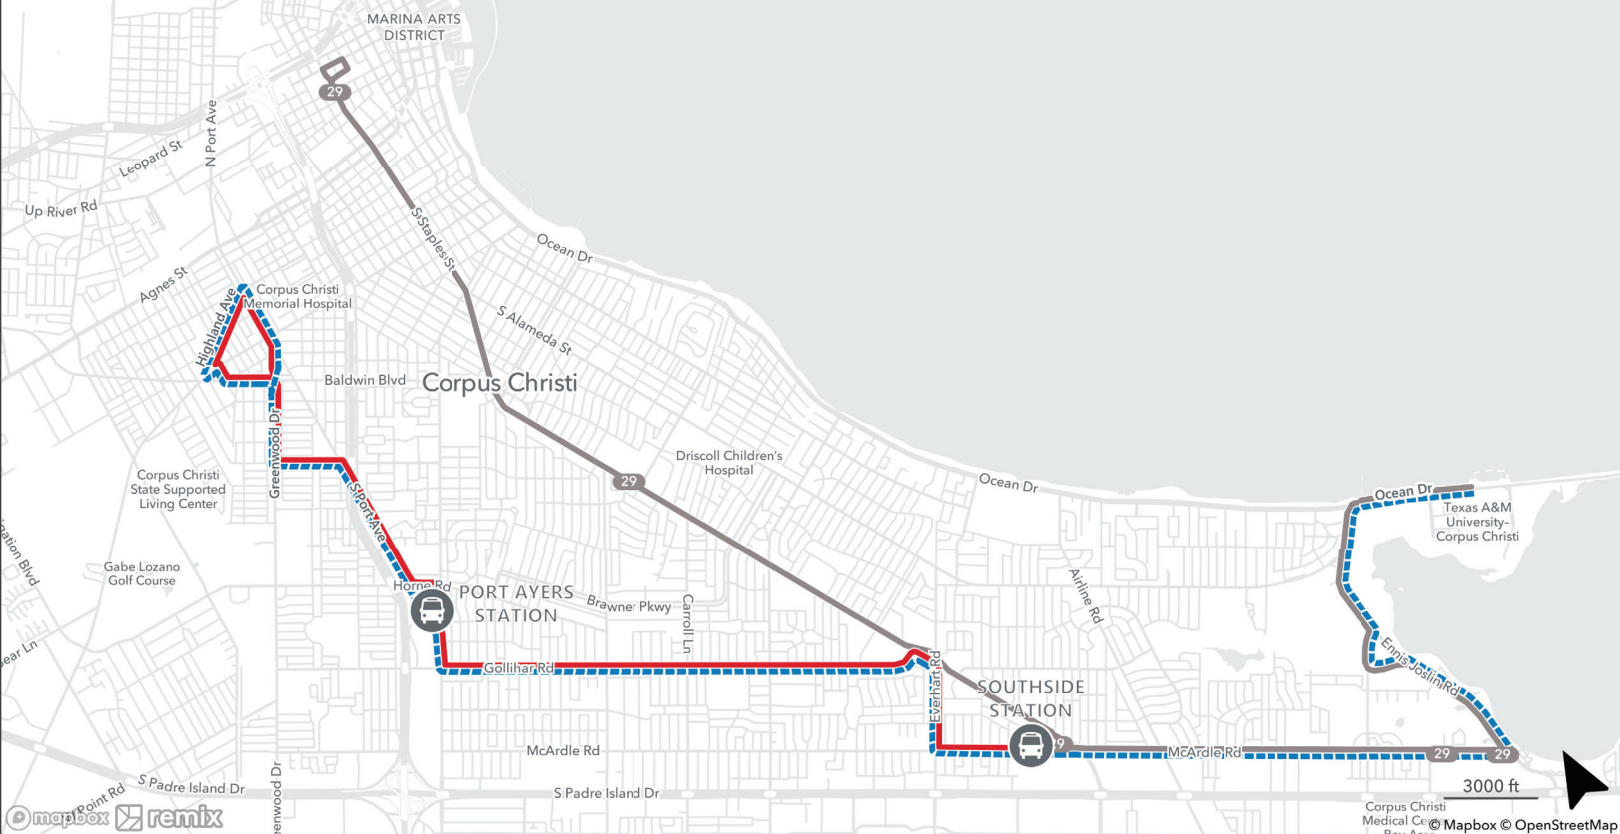 MARINA ARTS
DISTRICT
29
N Port Ave
Leopard St
Up River Rd
S Staples St
Ocean Dr
Agnes St
Corpus Christi
Memorial Hospital
Highland Ave
S Alameda St
Baldwin Blvd
Corpus Christi
Greenwood Dr
Driscoll Children's
Hospital
Corpus Christi
State Supported
Living Center
29
Ocean Dr
Ocean Dr
Texas A&M
University-
Corpus Christi
S Port Ave
Gabe Lozano
Golf Course
Horne Rd
PORT AYERS
STATION
Brawner Pkwy
Carroll Ln
Airline Rd
Gollihar Rd
Everhart Rd
Ennis Joslin Rd
SOUTHSIDE
STATION
McArdle Rd
McArdle Rd
29
29
S Padre Island Dr
S Padre Island Dr
Greenwood Dr
Point Rd
3000 ft
Corpus Christi
Medical
mapbox remix
© Mapbox © OpenStreetMap